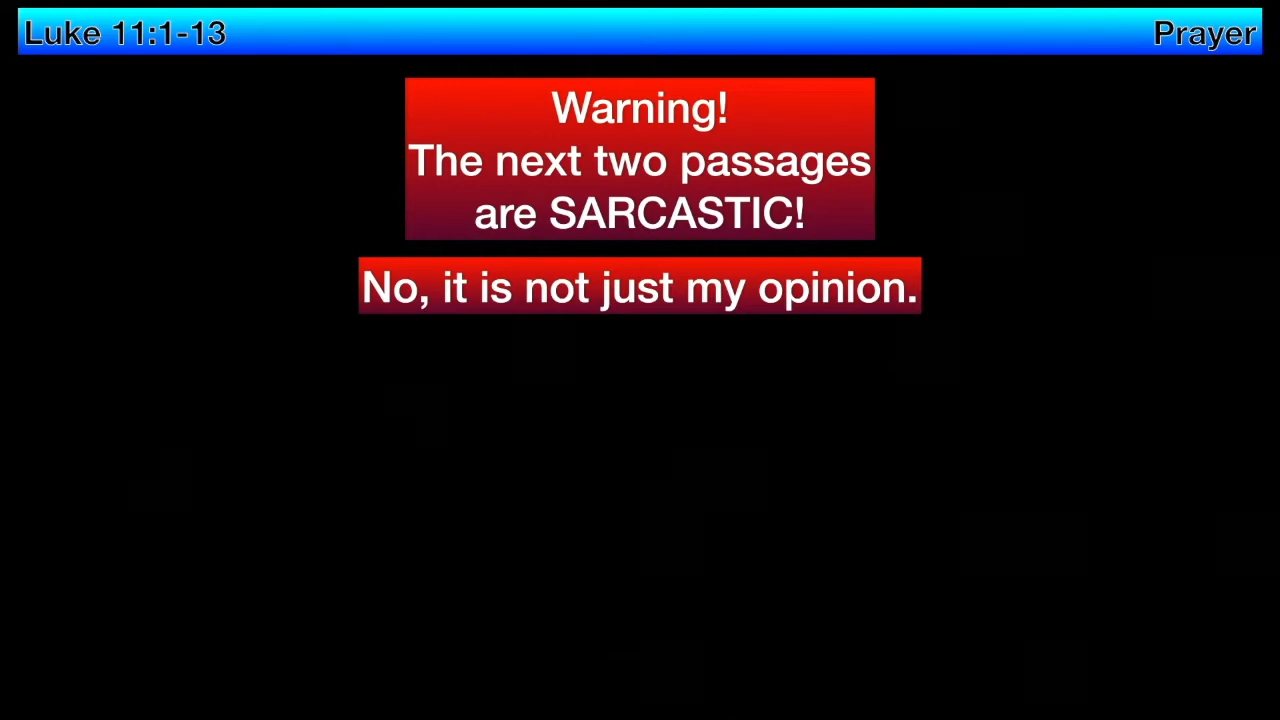 Luke 11:1-13
Prayer
Warning!
The next two passages
are SARCASTIC!
No, it is not just my opinion.